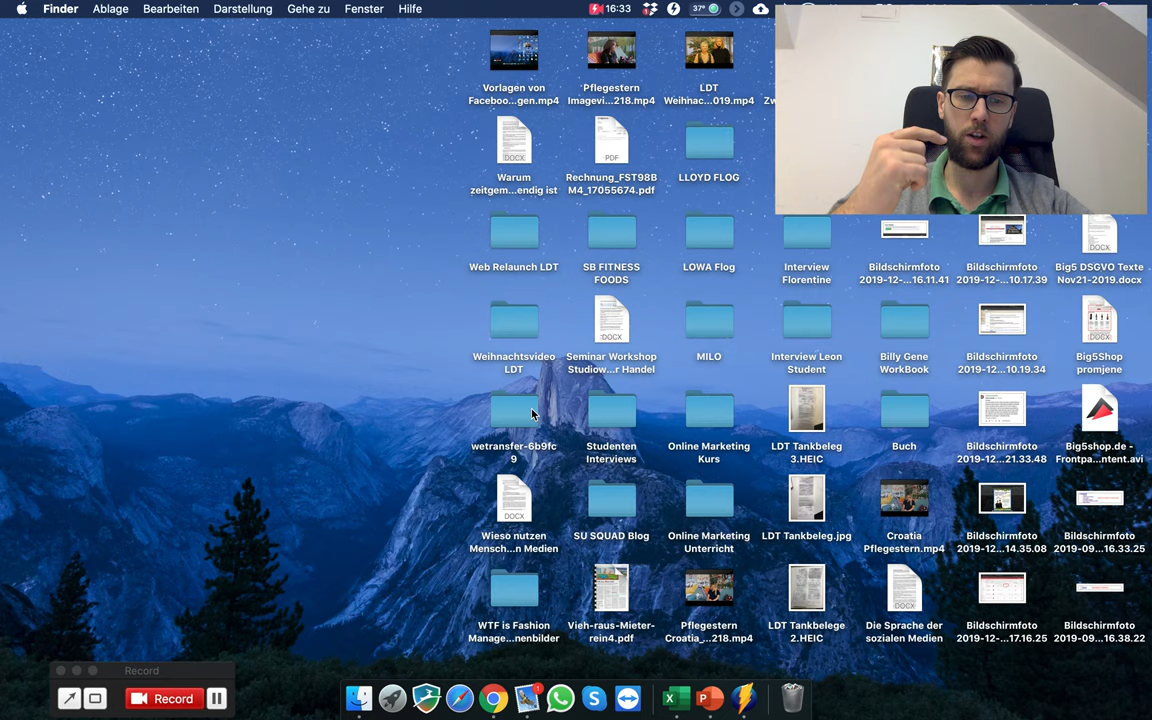 Finder Ablage Bearbeiten Darstellung Gehe zu Fenster Hilfe 16:33 37°
Vorlagen von
Faceboo...gen.mp4
Pflegestern
Imagevi...218.mp4
LDT
Weihnac...019.mp4
Warum
zeitgem...endig ist
DOCX
Rechnung_FST98B
M4_17055674.pdf
PDF
LLOYD FLOG
Web Relaunch LDT
SB FITNESS
FOODS
LOWA Flog
Interview
Florentine
Bildschirmfoto
2019-12-...16.11.41
Bildschirmfoto
2019-12-...10.17.39
DOCX
Big5 DSGVO Texte
Nov21-2019.docx
Weihnachtsvideo
LDT
DOCX
Seminar Workshop
Studiow...r Handel
MILO
Interview Leon
Student
Billy Gene
WorkBook
Bildschirmfoto
2019-12...10.19.34
DOCX
Big5Shop
promjene
wetransfer-6b9fc
9
Studenten
Interviews
Online Marketing
Kurs
LDT Tankbeleg
3.HEIC
Buch
Bildschirmfoto
2019-12...21.33.48
Big5shop.de -
Frontpa...ntent.avi
DOCX
Wieso nutzen
Mensch...n Medien
SU SQUAD Blog
Online Marketing
Unterricht
LDT Tankbeleg.jpg
Croatia
Pflegestern.mp4
Bildschirmfoto
2019-12...14.35.08
Bildschirmfoto
2019-09...16.33.25
WTF is Fashion
Manage...nenbilder
Vieh-raus-Mieter-
rein4.pdf
Pflegestern
Croatia_...218.mp4
LDT Tankbelege
2.HEIC
DOCX
Die Sprache der
sozialen Medien
Bildschirmfoto
2019-12-...17.16.25
Bildschirmfoto
2019-09...16.38.22
Record
Record
1